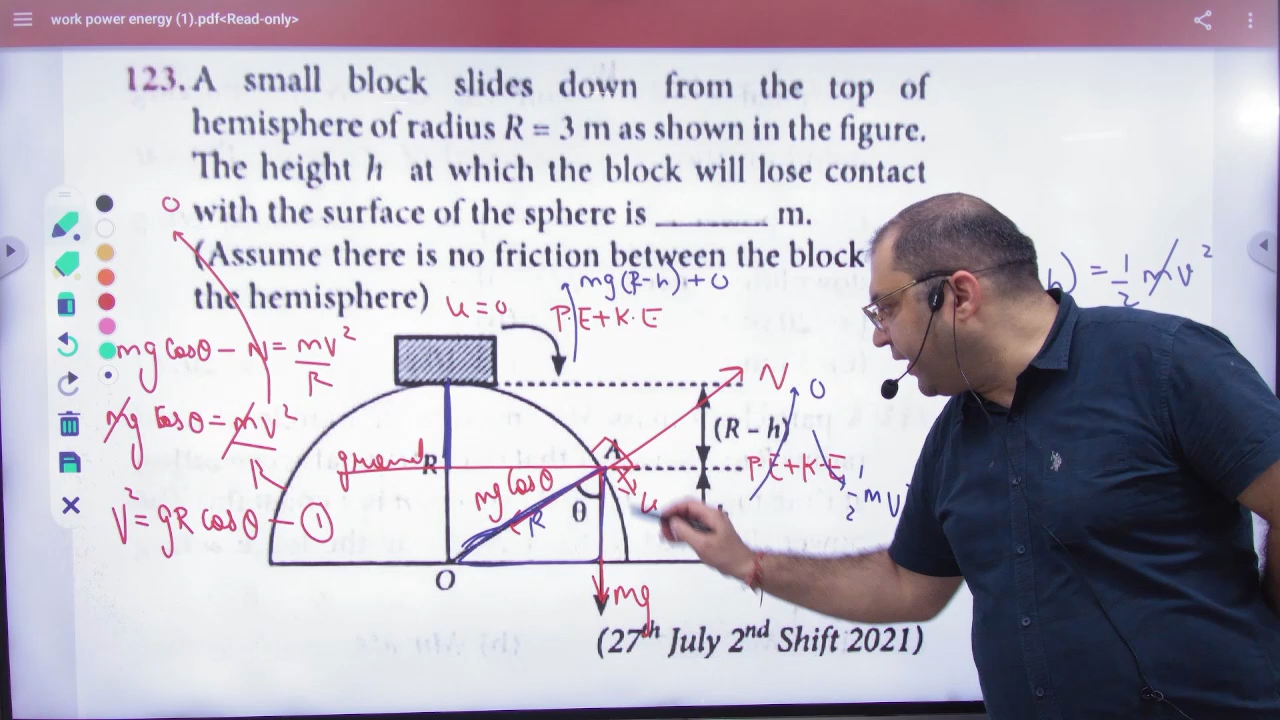 work power energy (1).pdf<Read-only>
123. A small block slides down from the top of
hemisphere of radius R = 3 m as shown in the figure.
The height h at which the block will lose contact
with the surface of the sphere is ______ m.
(Assume there is no friction between the block
the hemisphere)
0
u = 0
mg(R-h) + 0
P.E + K.E
) = 1/2 mv²
mg Cosθ - N = mv²/R
mg Cosθ = mv²/R
V² = gR Cosθ - 1
N
0
(R – h)
A
ground
R
P.E + K.E
mg Cosθ
R
θ
O
mg
(27th July 2nd Shift 2021)